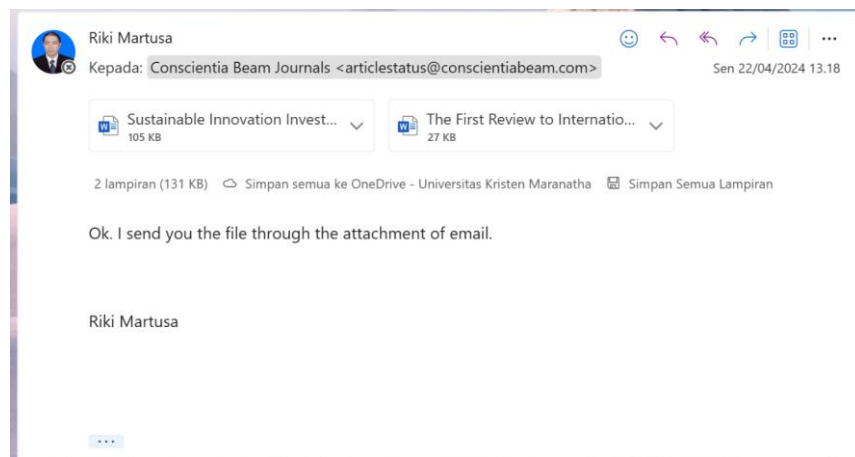 Riki Martusa
Kepada: Conscientia Beam Journals <articlestatus@conscientiabeam.com>
Sen 22/04/2024 13.18
Sustainable Innovation Invest...
105 KB
The First Review to Internatio...
27 KB
2 lampiran (131 KB) Simpan semua ke OneDrive - Universitas Kristen Maranatha Simpan Semua Lampiran
Ok. I send you the file through the attachment of email.
Riki Martusa